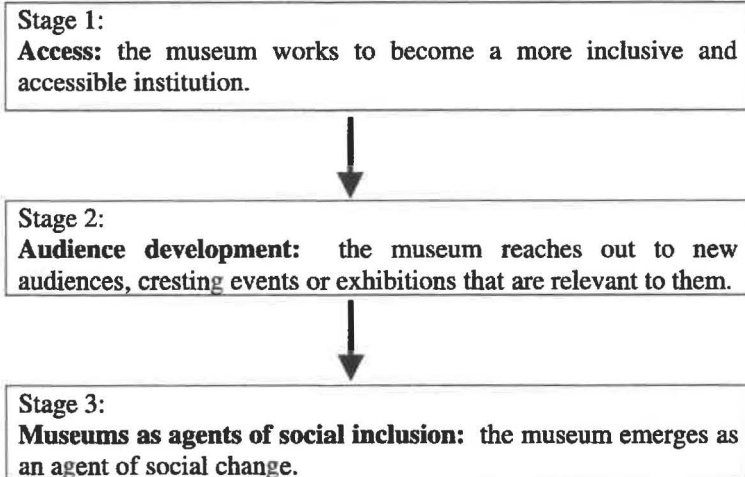 Stage 1:
Access: the museum works to become a more inclusive and
accessible institution.
Stage 2:
Audience development: the museum reaches out to new
audiences, cresting events or exhibitions that are relevant to them.
Stage 3:
Museums as agents of social inclusion: the museum emerges as
an agent of social change.